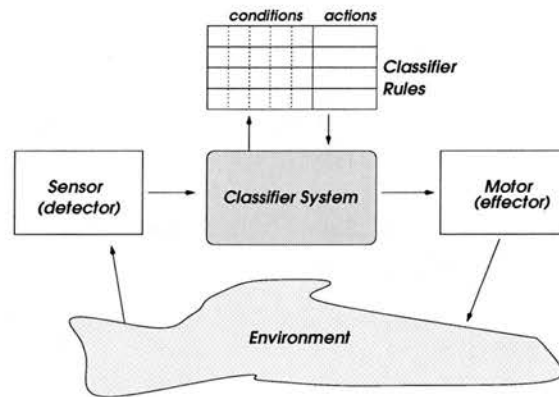 conditions actions
Classifier
Rules
Sensor
(detector)
Classifier System
Motor
(effector)
Environment